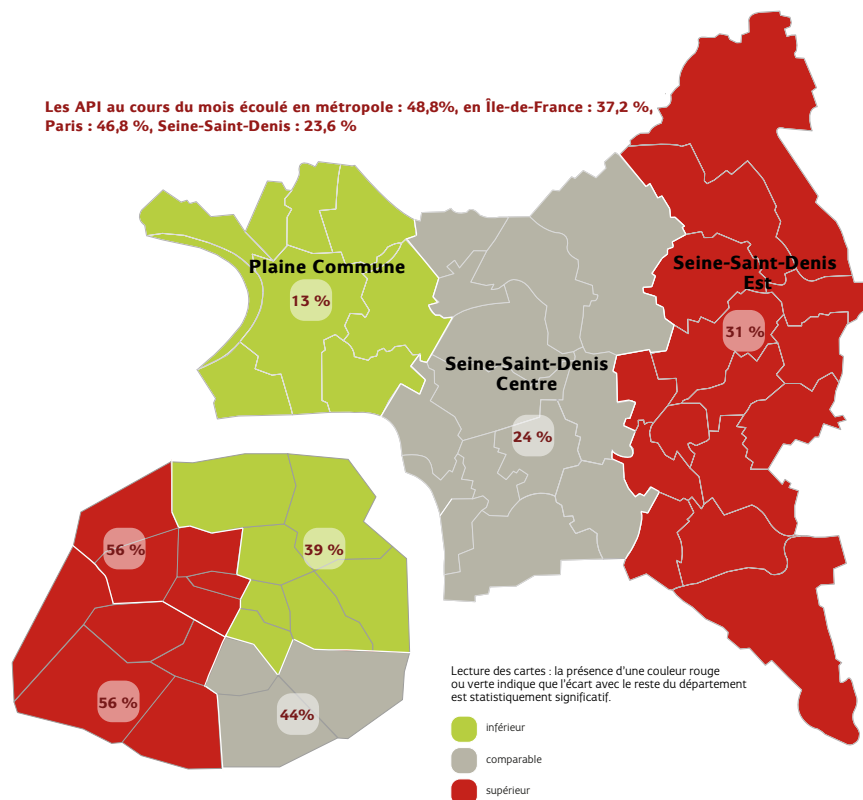 Les API au cours du mois écoulé en métropole : 48,8%, en Île-de-France : 37,2 %,
Paris : 46,8 %, Seine-Saint-Denis : 23,6 %
Plaine Commune
13 %
Seine-Saint-Denis
Est
31 %
Seine-Saint-Denis
Centre
24 %
56 %
39 %
56 %
44%
Lecture des cartes : la présence d'une couleur rouge
ou verte indique que l'écart avec le reste du département
est statistiquement significatif.
inférieur
comparable
supérieur